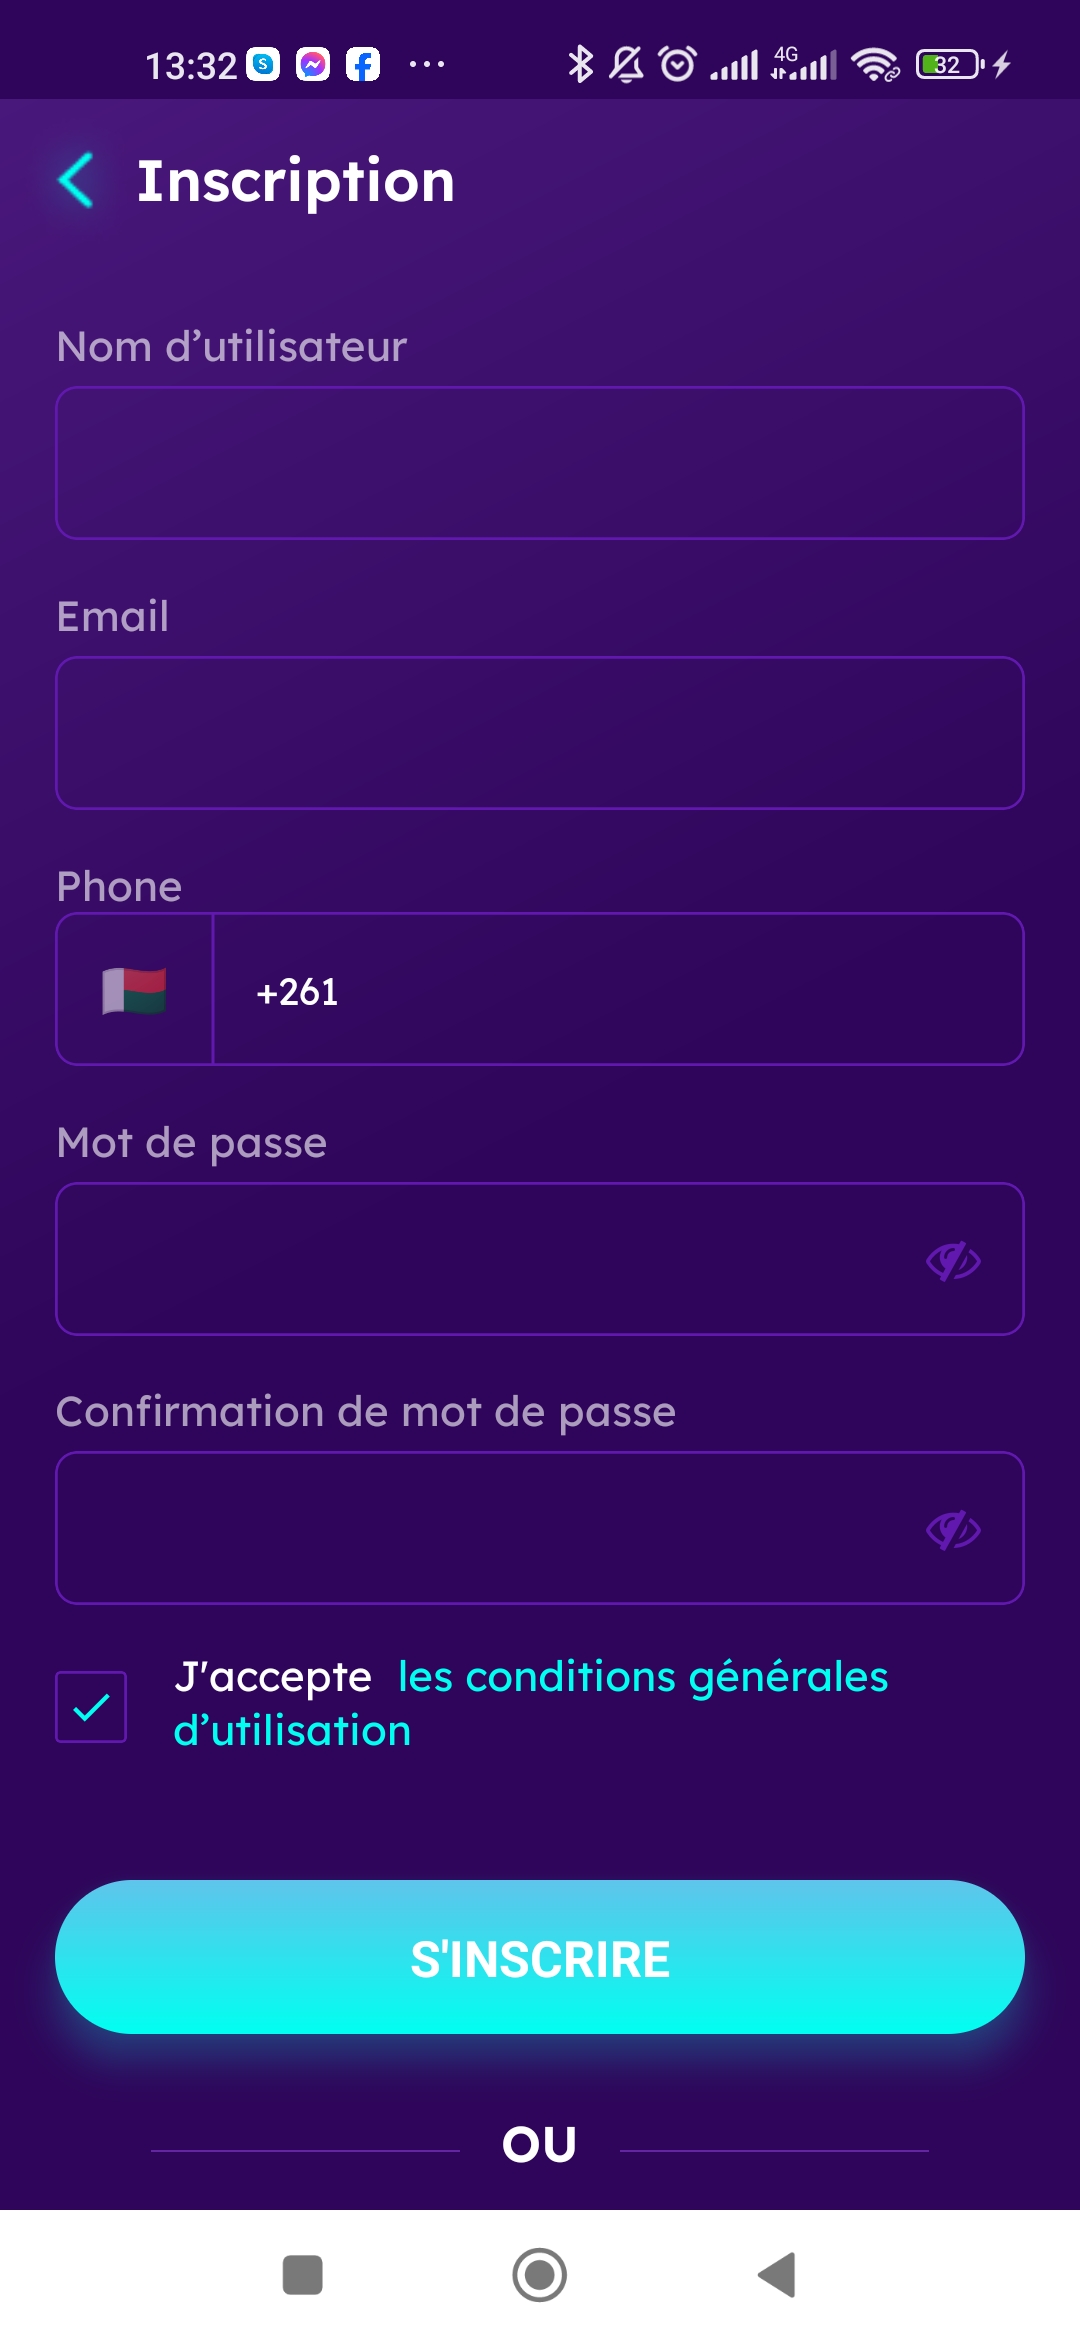 13:32 4G 32
Inscription
Nom d’utilisateur
Email
Phone
+261
Mot de passe
Confirmation de mot de passe
J'accepte les conditions générales
d’utilisation
S'INSCRIRE
OU